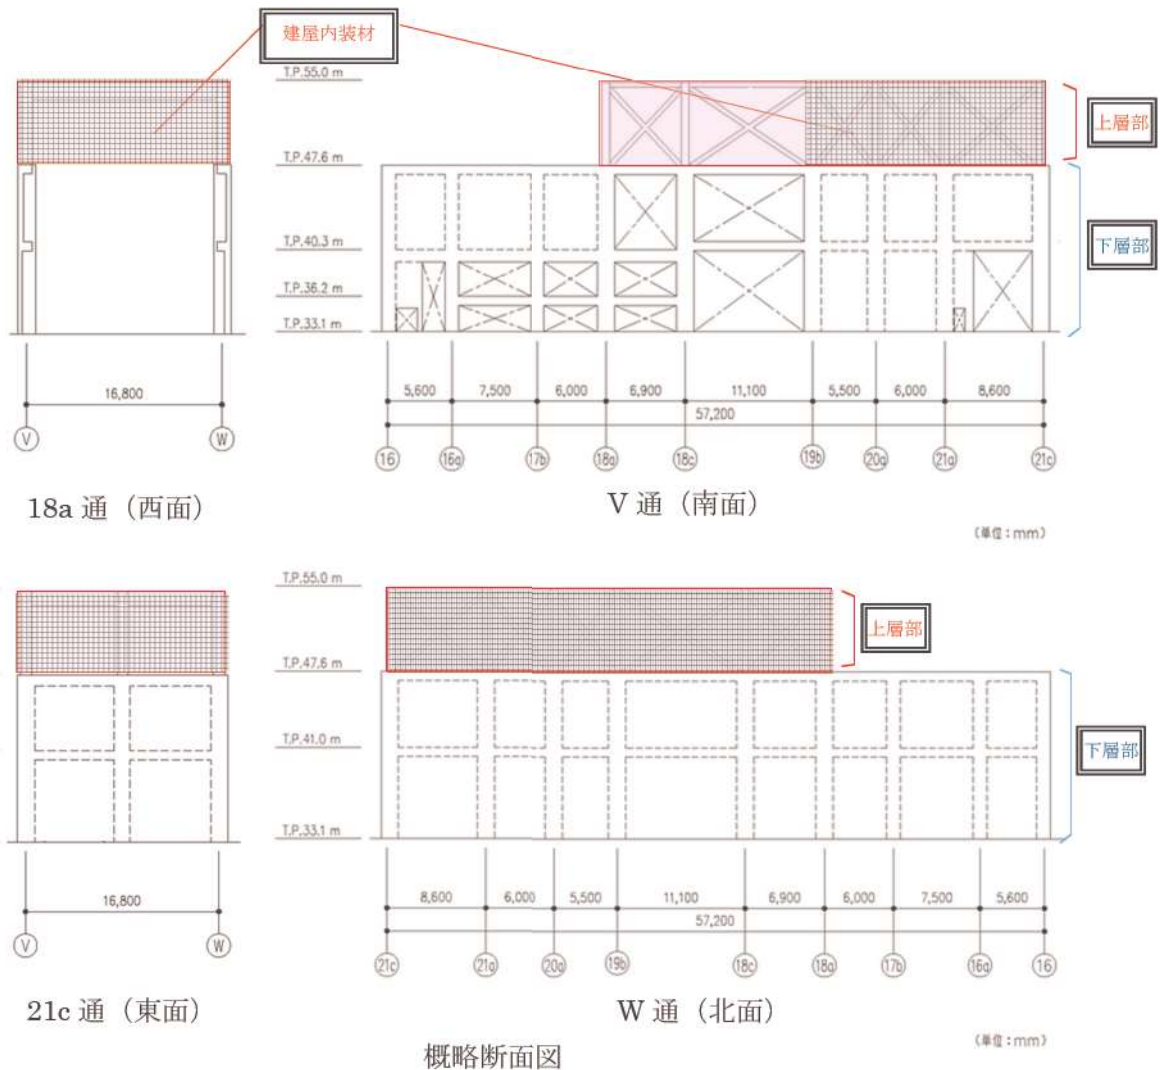 建屋内装材
T.P.55.0 m
上層部
T.P.47.6 m
下層部
T.P.40.3 m
T.P.36.2 m
T.P.33.1 m
16,800
5,600 7,500 6,000 6,900 11,100 5,500 6,000 8,600
57,200
V W
16 16a 17b 18a 18c 19b 20a 21a 21c
18a 通（西面）
V 通（南面）
（単位：mm）
T.P.55.0 m
上層部
T.P.47.6 m
下層部
T.P.41.0 m
T.P.33.1 m
16,800
8,600 6,000 5,500 11,100 6,900 6,000 7,500 5,600
57,200
V W
21c 21a 20a 19b 18c 18a 17b 16a 16
21c 通（東面）
W 通（北面）
（単位：mm）
概略断面図